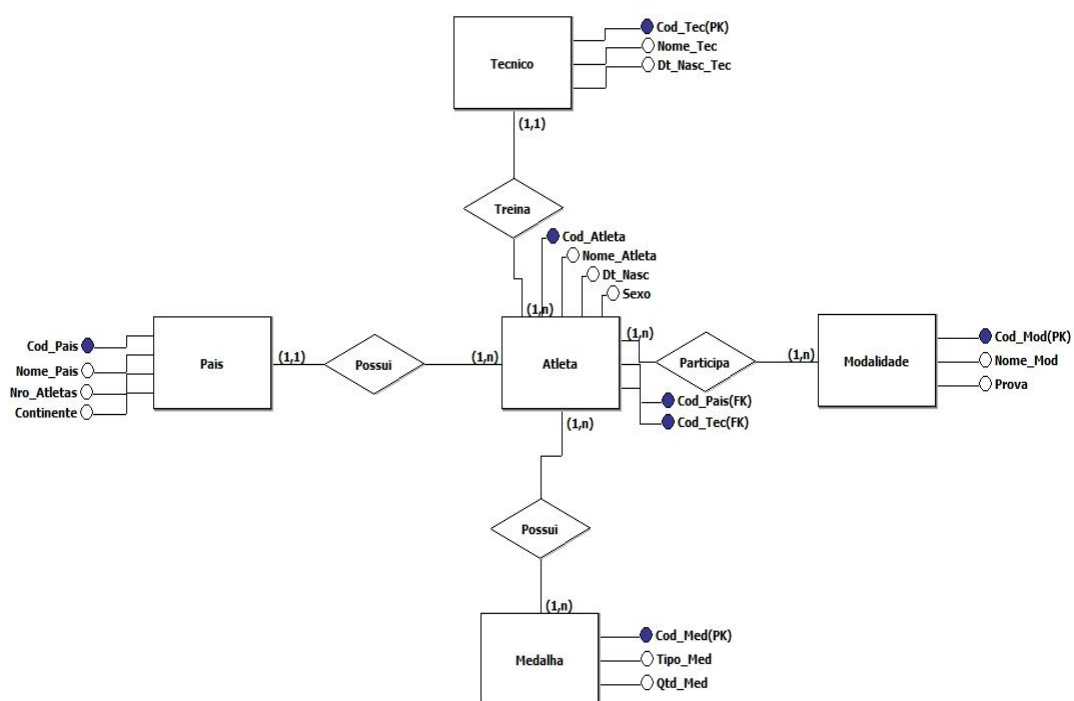 Cod_Tec(PK)
Nome_Tec
Dt_Nasc_Tec
Tecnico
(1,1)
Treina
Cod_Atleta
Nome_Atleta
Dt_Nasc
Sexo
(1,n)
Cod_Pais
Nome_Pais
Nro_Atletas
Continente
Pais
(1,1)
Possui
(1,n)
Atleta
(1,n)
Participa
(1,n)
Modalidade
Cod_Mod(PK)
Nome_Mod
Prova
Cod_Pais(FK)
Cod_Tec(FK)
(1,n)
Possui
(1,n)
Medalha
Cod_Med(PK)
Tipo_Med
Qtd_Med